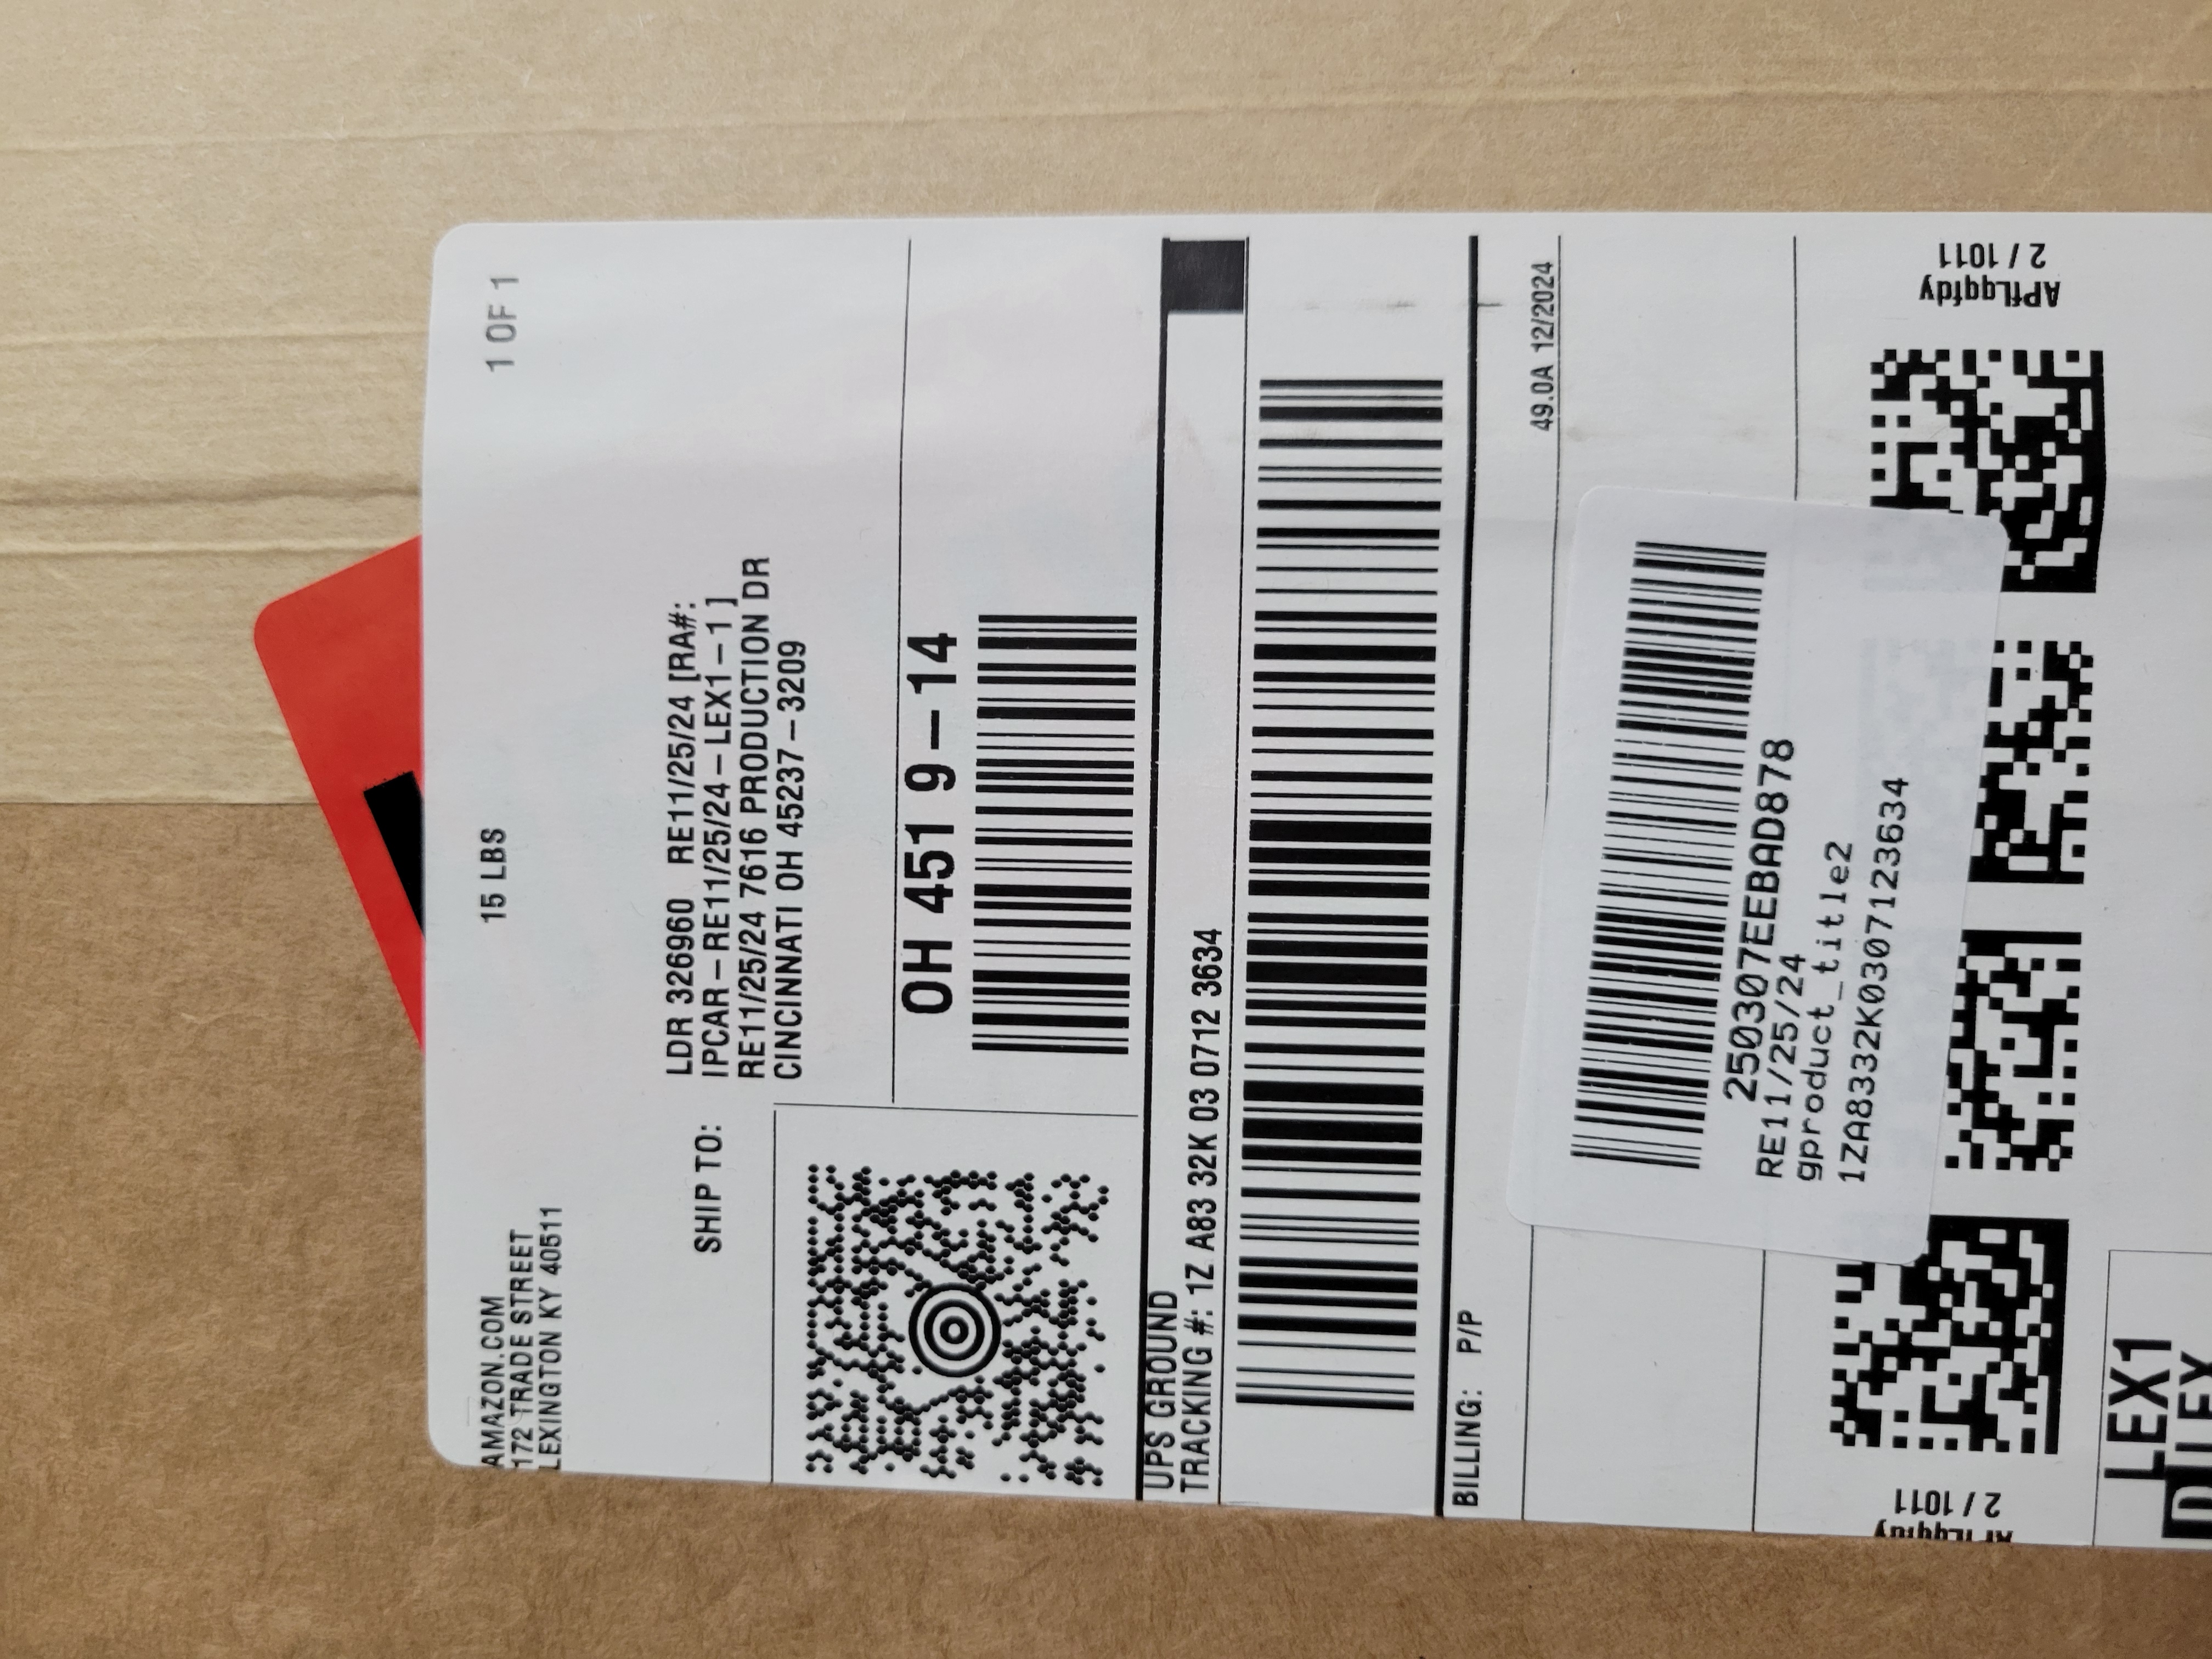 AMAZON.COM
172 TRADE STREET
LEXINGTON KY 40511
15 LBS
1 OF 1
SHIP TO:
LDR 326960 RE11/25/24 [RA#:
IPCAR-RE11/25/24-LEX1-1 ]
RE11/25/24 7616 PRODUCTION DR
CINCINNATI OH 45237-3209
OH 451 9-14
UPS GROUND
TRACKING #: 1Z A83 32K 03 0712 3634
BILLING: P/P
49.0A 12/2024
250307EEBAD878
RE11/25/24
gproduct_title2
1ZA8332K0307123634
APfLqqfdy
2 / 1011
2 / 1011
LEX1